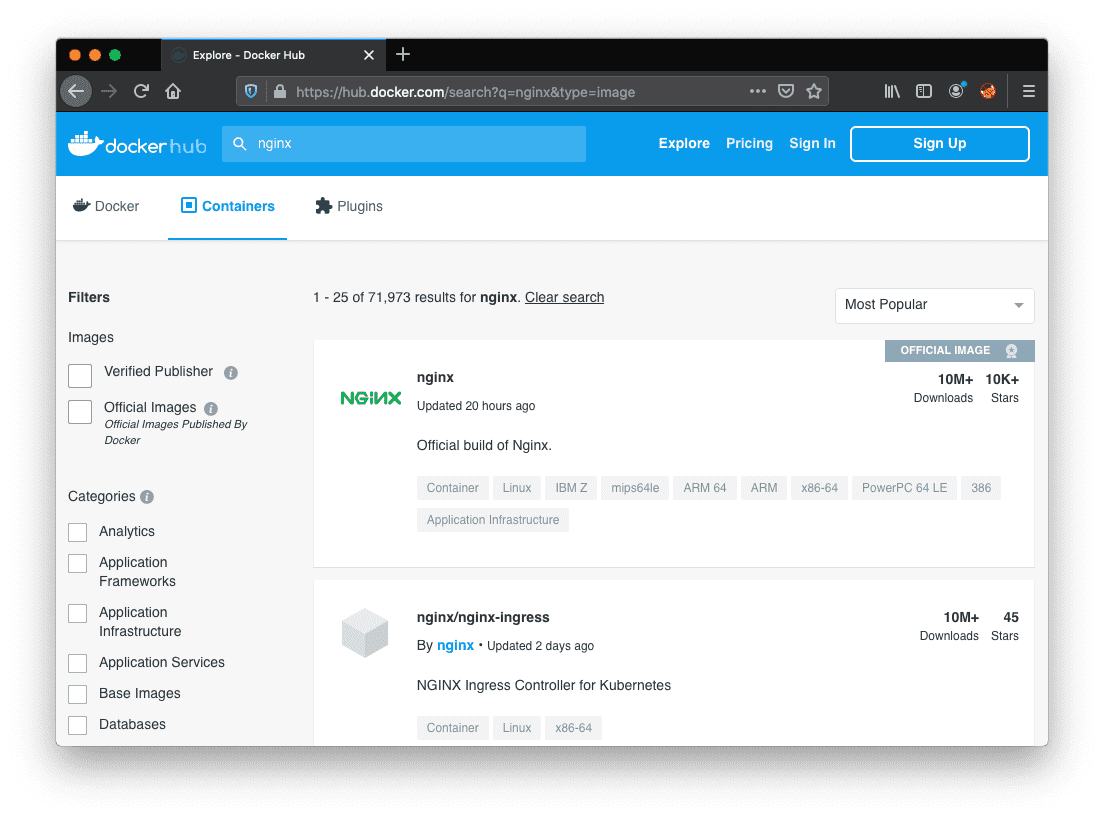 Explore - Docker Hub
https://hub.docker.com/search?q=nginx&type=image
docker hub
nginx
Explore
Pricing
Sign In
Sign Up
Docker
Containers
Plugins
Filters
1 - 25 of 71,973 results for nginx. Clear search
Most Popular
Images
Verified Publisher
Official Images
Official Images Published By
Docker
Categories
Analytics
Application
Frameworks
Application
Infrastructure
Application Services
Base Images
Databases
OFFICIAL IMAGE
NGINX
nginx
Updated 20 hours ago
10M+ 10K+
Downloads Stars
Official build of Nginx.
Container Linux IBM Z mips64le ARM 64 ARM x86-64 PowerPC 64 LE 386
Application Infrastructure
nginx/nginx-ingress
By nginx • Updated 2 days ago
10M+ 45
Downloads Stars
NGINX Ingress Controller for Kubernetes
Container Linux x86-64